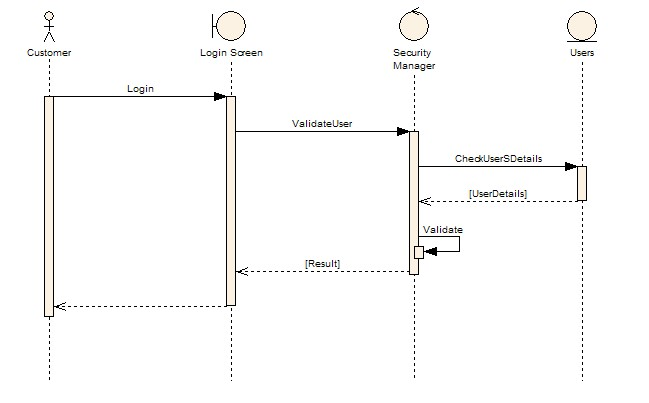 Customer
Login Screen
Security
Manager
Users
Login
ValidateUser
CheckUserSDetails
[UserDetails]
Validate
[Result]